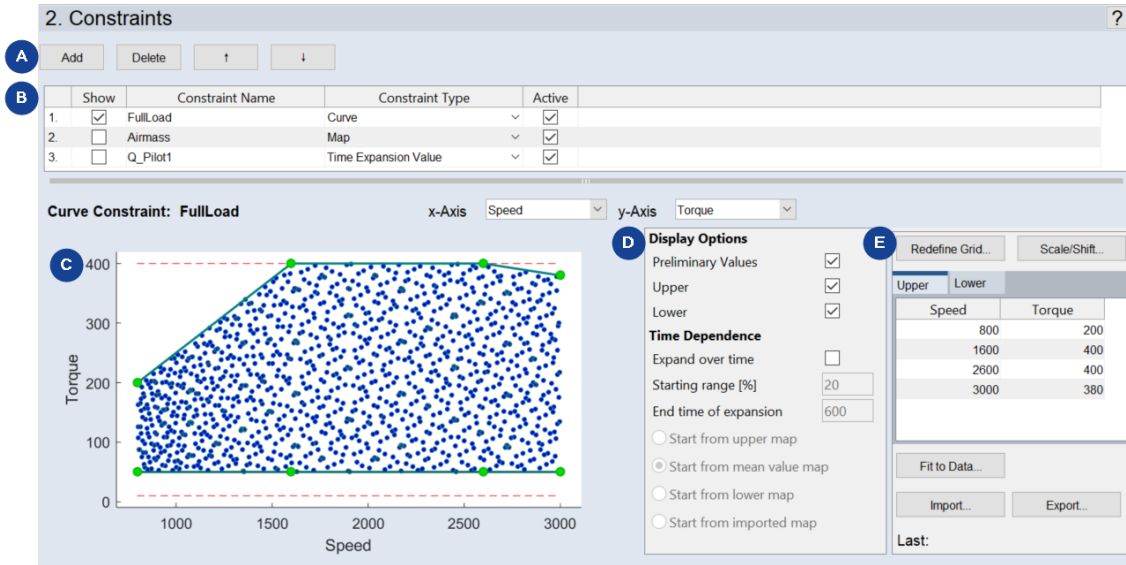 2. Constraints ?
A Add Delete ↑ ↓
B Show Constraint Name Constraint Type Active
1. FullLoad Curve
2. Airmass Map
3. Q_Pilot1 Time Expansion Value
Curve Constraint: FullLoad x-Axis Speed y-Axis Torque
C
400
300
200
100
0
Torque
1000 1500 2000 2500 3000
Speed
D Display Options
Preliminary Values
Upper
Lower
Time Dependence
Expand over time
Starting range [%] 20
End time of expansion 600
Start from upper map
Start from mean value map
Start from lower map
Start from imported map
E Redefine Grid... Scale/Shift...
Upper Lower
Speed Torque
800 200
1600 400
2600 400
3000 380
Fit to Data...
Import... Export...
Last: